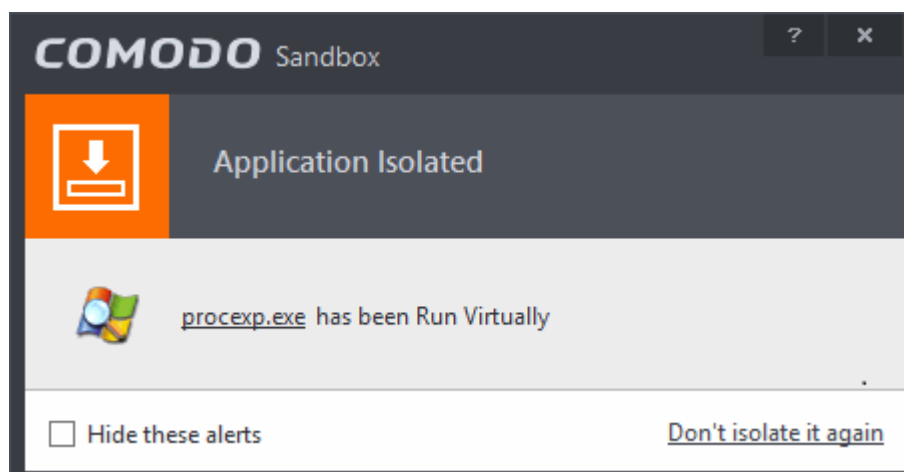 COMODO Sandbox
? ×
Application Isolated
procexp.exe has been Run Virtually
.
Hide these alerts
Don't isolate it again